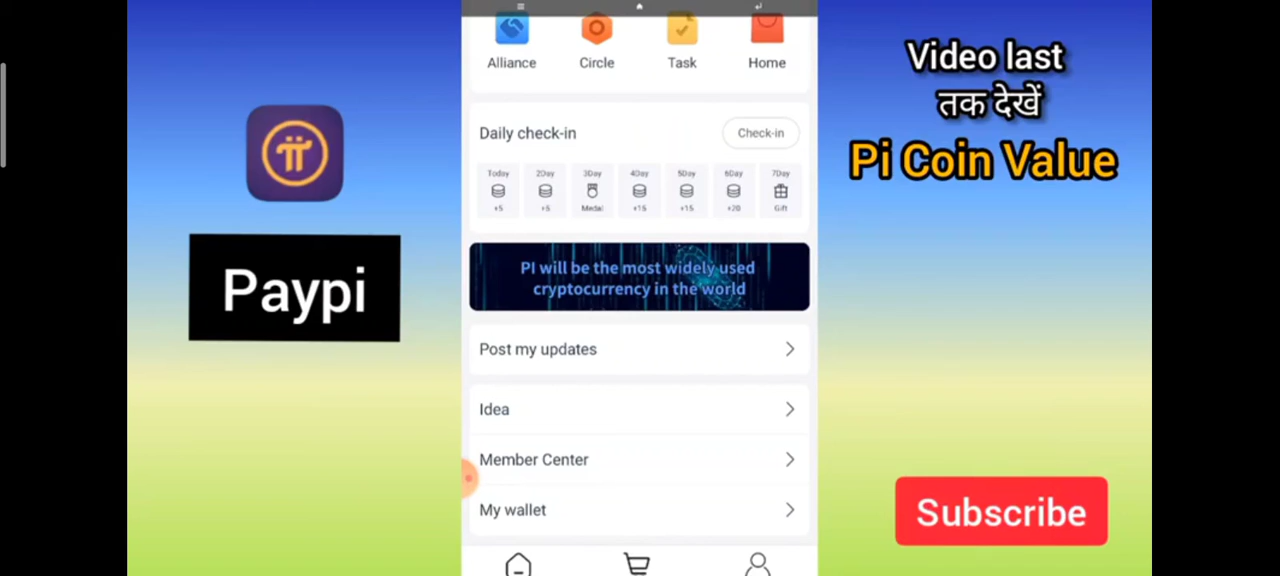 Alliance Circle Task Home
Daily check-in Check-in
Today 2Day 3Day 4Day 5Day 6Day 7Day
+5 +5 Medal +15 +15 +20 Gift
PI will be the most widely used
cryptocurrency in the world
Post my updates
Idea
Member Center
My wallet
Paypi
Video last
तक देखें
Pi Coin Value
Subscribe